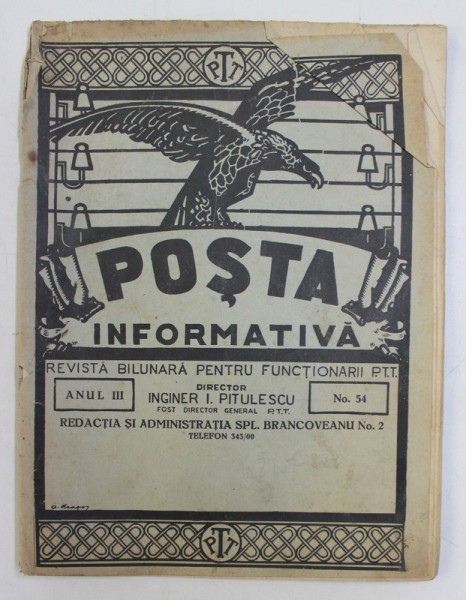 PTT
POȘTA
INFORMATIVĂ
REVISTĂ BILUNARĂ PENTRU FUNCȚIONARII P.T.T.
ANUL III
DIRECTOR
INGINER I. PITULESCU
FOST DIRECTOR GENERAL P.T.T.
No. 54
REDACȚIA ȘI ADMINISTRAȚIA SPL. BRANCOVEANU No. 2
TELEFON 345/00
PTT